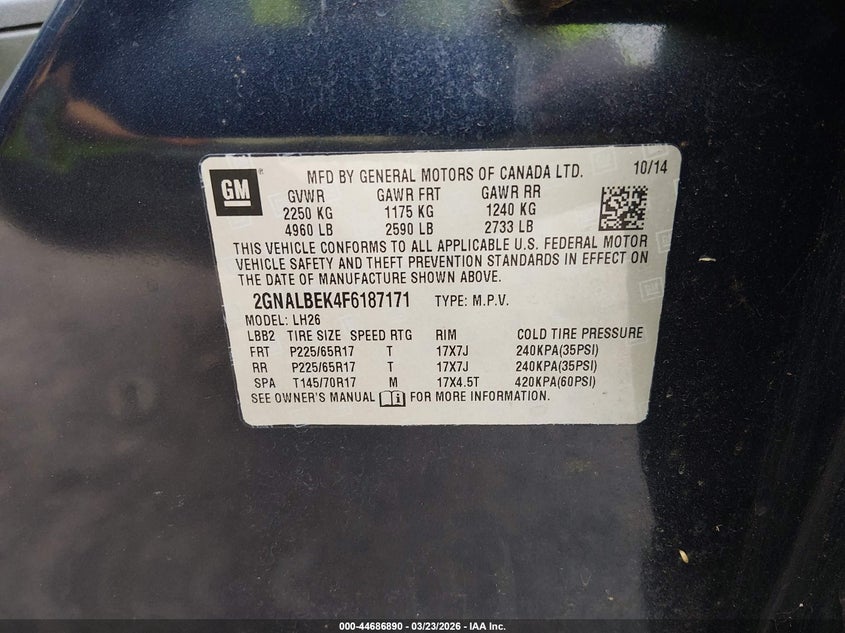 GM
MFD BY GENERAL MOTORS OF CANADA LTD. 10/14
GVWR GAWR FRT GAWR RR
2250 KG 1175 KG 1240 KG
4960 LB 2590 LB 2733 LB
THIS VEHICLE CONFORMS TO ALL APPLICABLE U.S. FEDERAL MOTOR
VEHICLE SAFETY AND THEFT PREVENTION STANDARDS IN EFFECT ON
THE DATE OF MANUFACTURE SHOWN ABOVE.
2GNALBEK4F6187171 TYPE: M.P.V.
MODEL: LH26
LBB2 TIRE SIZE SPEED RTG RIM COLD TIRE PRESSURE
FRT P225/65R17 T 17X7J 240KPA(35PSI)
RR P225/65R17 T 17X7J 240KPA(35PSI)
SPA T145/70R17 M 17X4.5T 420KPA(60PSI)
SEE OWNER'S MANUAL i FOR MORE INFORMATION.
000-44686890 - 03/23/2026 - IAA Inc.